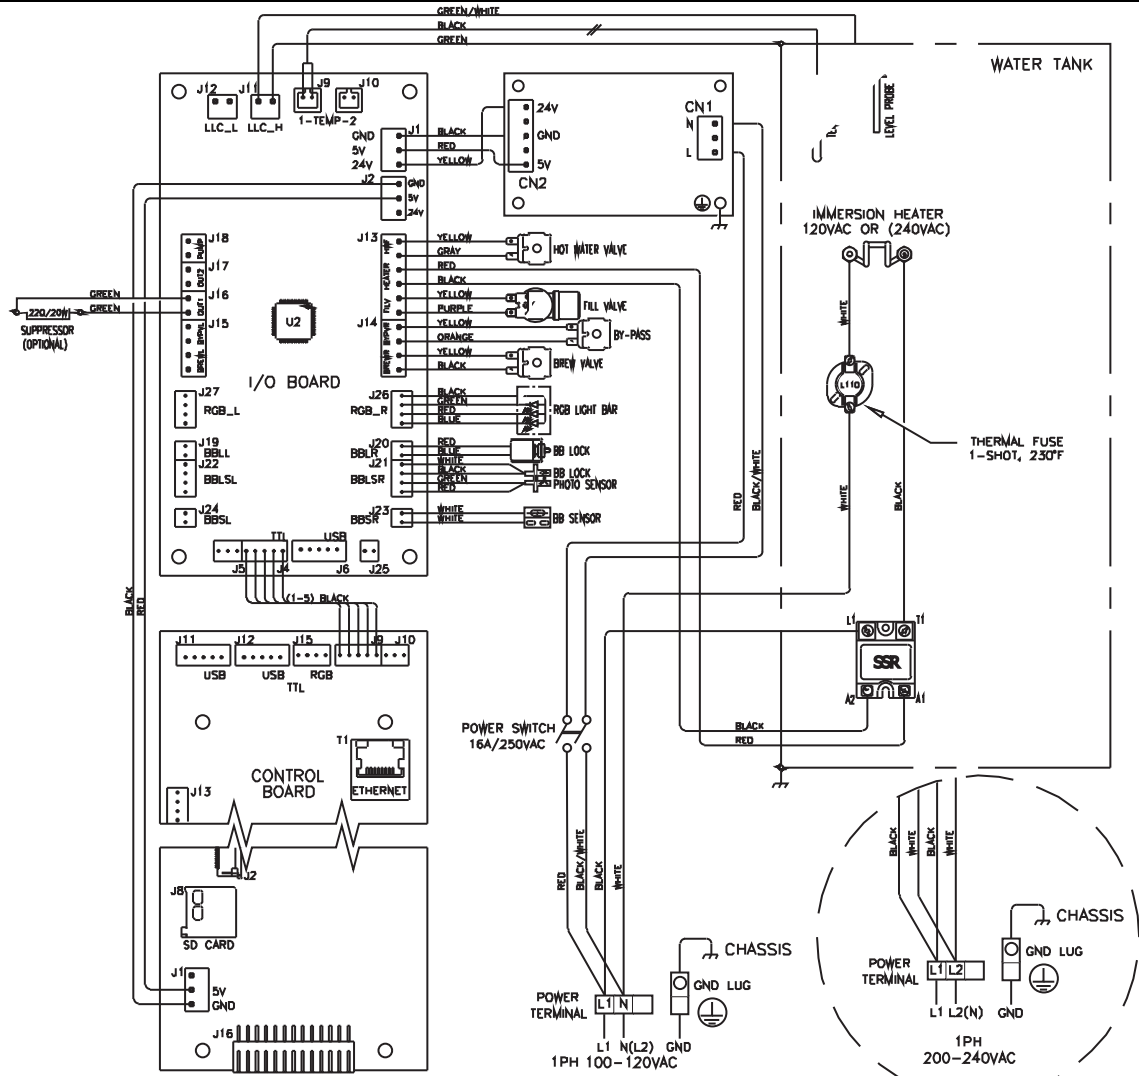 GREEN/WHITE
BLACK
GREEN
WATER TANK
J12
J11
J9
J10
LLC_L
LLC_H
1-TEMP-2
J1
GND
5V
24V
BLACK
RED
YELLOW
24V
GND
5V
CN2
CN1
N
L
LEVEL PROBE
J2
GND
5V
24V
IMMERSION HEATER
120VAC OR (240VAC)
J18
PUMP
J17
OUT2
J16
OUT1
J15
BYPVL
BREWL
GREEN
GREEN
220/20W
SUPPRESSOR
(OPTIONAL)
U2
I/O BOARD
J13
HWF
HEATER
FILV
J14
BYPVR
BREWR
YELLOW
GRAY
RED
BLACK
YELLOW
PURPLE
YELLOW
ORANGE
YELLOW
BLACK
HOT WATER VALVE
FILL VALVE
BY-PASS
BREW VALVE
WHITE
L110
THERMAL FUSE
1-SHOT, 230°F
J27
RGB_L
J26
RGB_R
BLACK
GREEN
RED
BLUE
RGB LIGHT BAR
J19
BBLL
J22
BBLSL
J20
BBLR
J21
BBLSR
RED
BLUE
WHITE
BLACK
GREEN
RED
BB LOCK
BB LOCK
PHOTO SENSOR
J24
BBSL
J23
BBSR
WHITE
WHITE
BB SENSOR
RED
BLACK/WHITE
WHITE
BLACK
TTL
USB
J5
J4
J6
J25
(1-5) BLACK
BLACK
RED
J11
J12
J15
J9
J10
USB
USB
RGB
TTL
L1
T1
SSR
A2
A1
POWER SWITCH
16A/250VAC
BLACK
RED
T1
ETHERNET
CONTROL
BOARD
J13
J2
J8
SD CARD
RED
BLACK/WHITE
BLACK
WHITE
BLACK
WHITE
BLACK
WHITE
CHASSIS
GND LUG
CHASSIS
GND LUG
J1
5V
GND
J16
POWER
TERMINAL
L1 N
L1 N(L2) GND
1PH 100-120VAC
POWER
TERMINAL
L1 L2
L1 L2(N) GND
1PH
200-240VAC